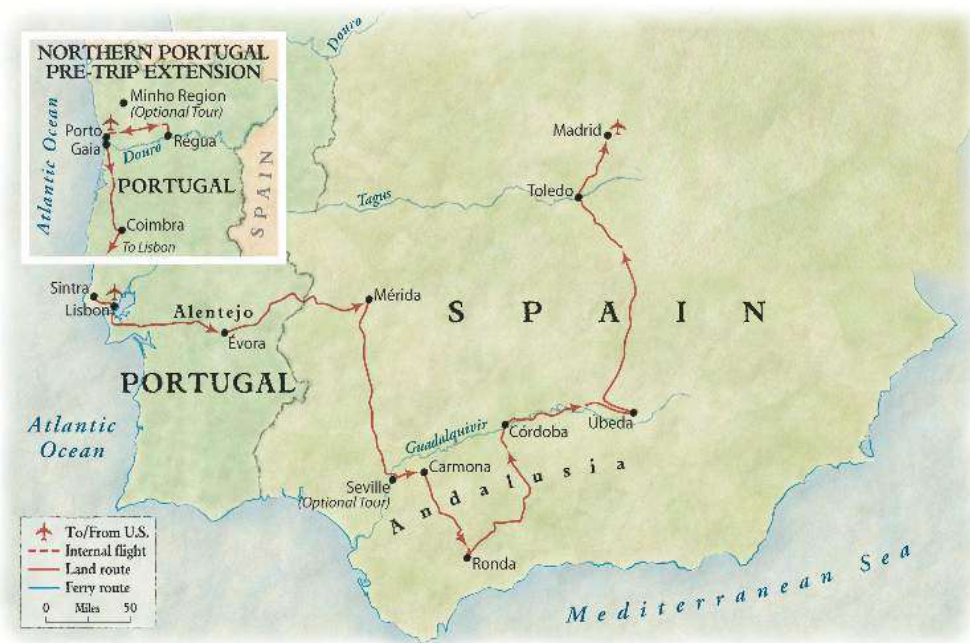 NORTHERN PORTUGAL
PRE-TRIP EXTENSION
Minho Region
(Optional Tour)
Porto
Gaia
Régua
Douro
Atlantic Ocean
PORTUGAL
SPAIN
Coimbra
To Lisbon
Douro
Madrid
Toledo
Tagus
Sintra
Lisbon
Alentejo
Évora
Mérida
SPAIN
PORTUGAL
Atlantic
Ocean
Guadalquivir
Córdoba
Úbeda
Carmona
Seville
(Optional Tour)
Andalusia
Ronda
Mediterranean Sea
To/From U.S.
Internal flight
Land route
Ferry route
0 Miles 50